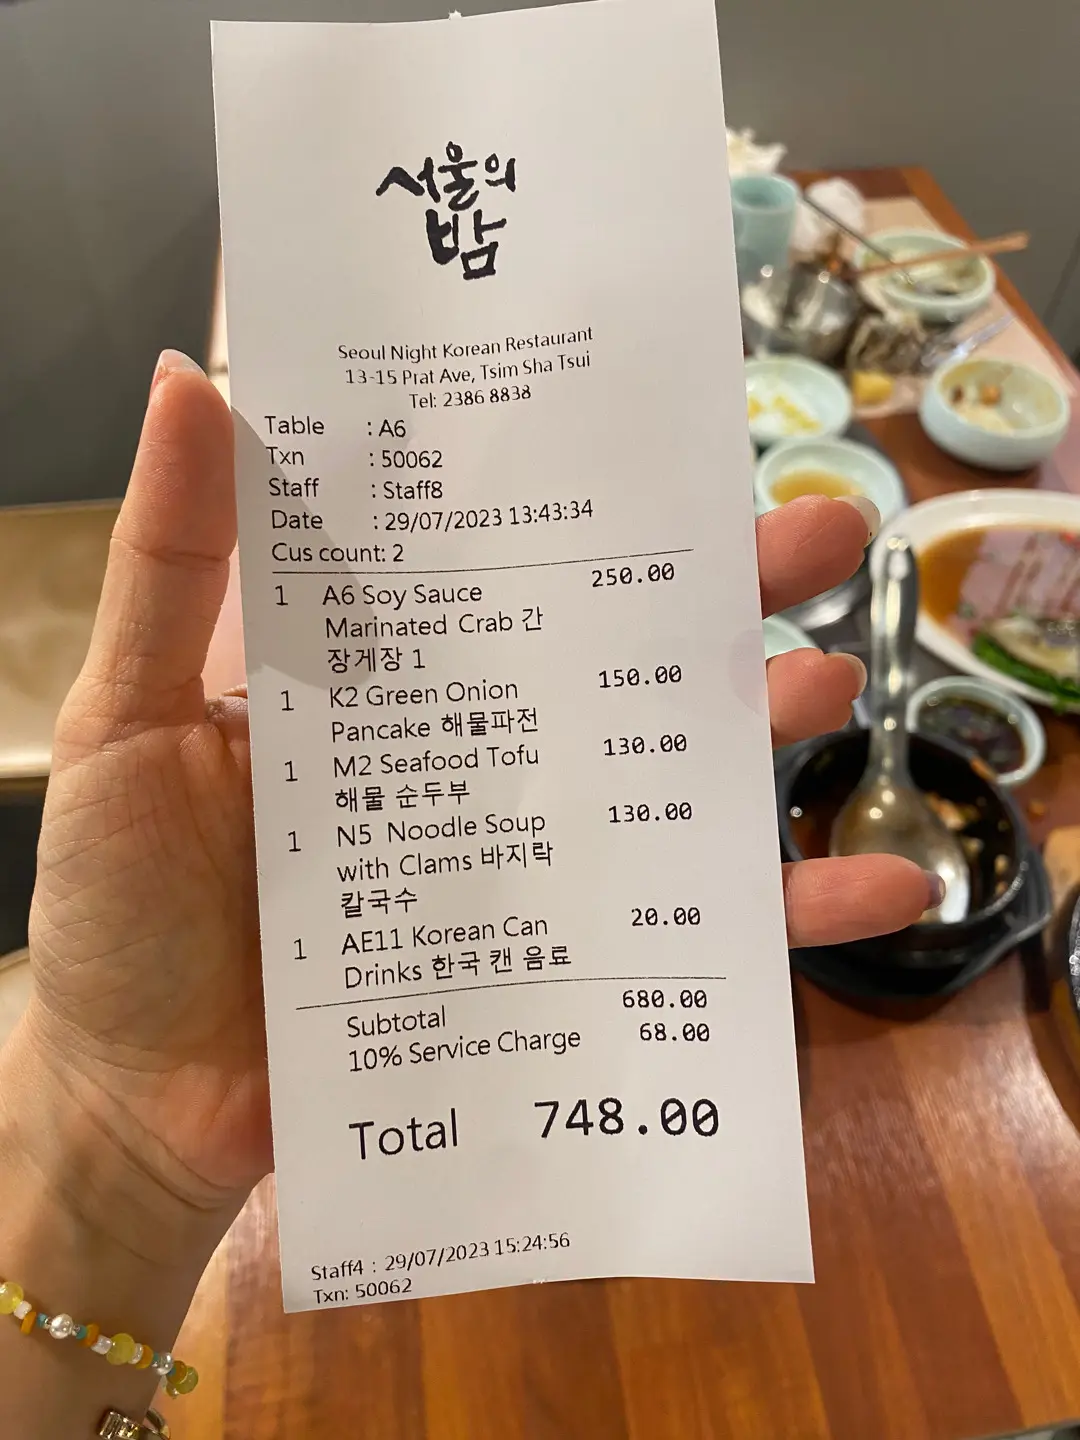 서울의
밤
Seoul Night Korean Restaurant
13-15 Prat Ave, Tsim Sha Tsui
Tel: 2386 8838
Table : A6
Txn : 50062
Staff : Staff8
Date : 29/07/2023 13:43:34
Cus count: 2
1 A6 Soy Sauce 250.00
Marinated Crab 간
장게장 1
1 K2 Green Onion 150.00
Pancake 해물파전
1 M2 Seafood Tofu 130.00
해물 순두부
1 N5 Noodle Soup 130.00
with Clams 바지락
칼국수
1 AE11 Korean Can 20.00
Drinks 한국 캔 음료
Subtotal 680.00
10% Service Charge 68.00
Total 748.00
Staff4 : 29/07/2023 15:24:56
Txn: 50062